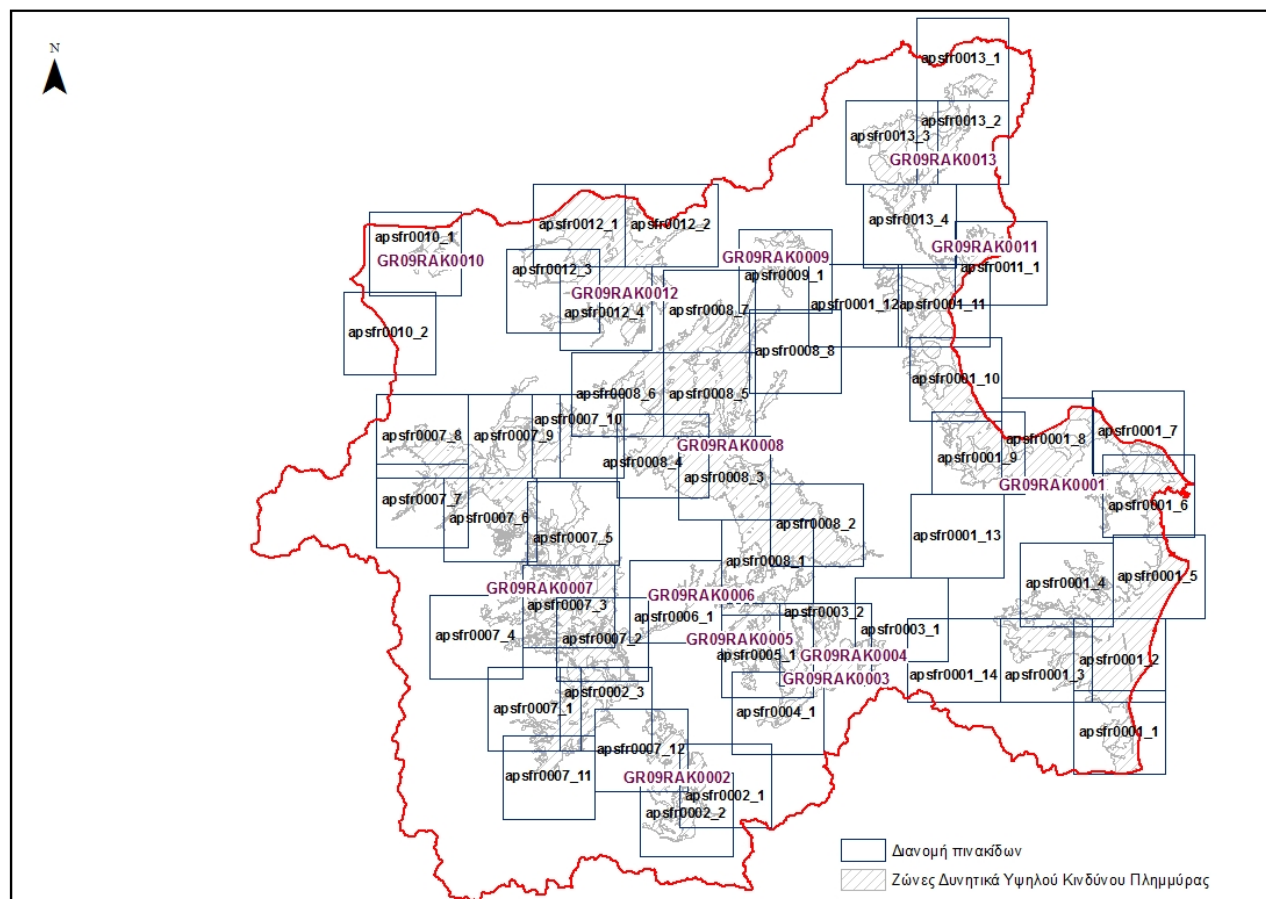 N
apsfr0013_1
apsfr0013_2
apsfr0013_3
GR09RAK0013
apsfr0013_4
apsfr0012_1
apsfr0012_2
apsfr0010_1
GR09RAK0010
GR09RAK0011
apsfr0011_1
GR09RAK0009
apsfr0009_1
apsfr0012_3
GR09RAK0012
apsfr0012_4
apsfr0008_7
apsfr0001_12
apsfr0001_11
apsfr0010_2
apsfr0008_8
apsfr0001_10
apsfr0008_6
apsfr0008_5
apsfr0007_10
apsfr0007_8
apsfr0007_9
apsfr0001_8
apsfr0001_7
GR09RAK0008
apsfr0008_4
apsfr0008_3
apsfr0001_9
GR09RAK0001
apsfr0007_7
apsfr0007_6
apsfr0001_6
apsfr0008_2
apsfr0007_5
apsfr0001_13
apsfr0008_1
apsfr0001_4
apsfr0001_5
GR09RAK0007
GR09RAK0006
apsfr0007_3
apsfr0006_1
apsfr0003_2
apsfr0007_4
apsfr0007_2
GR09RAK0005
apsfr0003_1
apsfr0005_1
GR09RAK0004
apsfr0001_2
apsfr0001_14
apsfr0001_3
GR09RAK0003
apsfr0002_3
apsfr0007_1
apsfr0004_1
apsfr0001_1
apsfr0007_12
apsfr0007_11
GR09RAK0002
apsfr0002_1
apsfr0002_2
Διανομή πινακίδων
Ζώνες Δυνητικά Υψηλού Κινδύνου Πλημμύρας